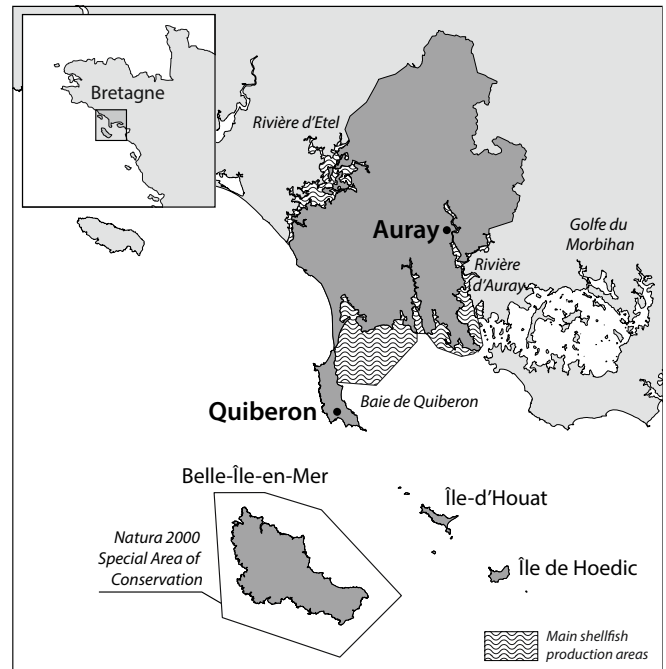 Bretagne
Rivière d'Etel
Auray
Golfe du
Morbihan
Rivière
d'Auray
Quiberon
Baie de Quiberon
Belle-Île-en-Mer
Île-d'Houat
Natura 2000
Special Area of
Conservation
Île de Hoedic
Main shellfish
production areas